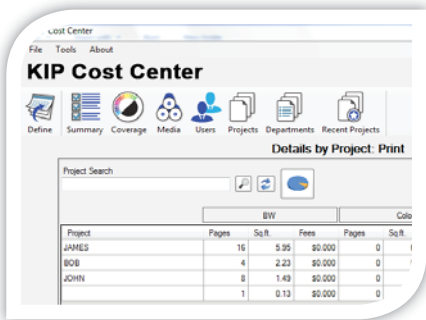 Cost Center
File Tools About
KIP Cost Center
Define Summary Coverage Media Users Projects Departments Recent Projects
Details by Project: Print
Project Search
BW Colo
Project Pages Sq.ft. Fees Pages Sq.ft.
JAMES 16 5.95 $0.000 0
BOB 4 2.23 $0.000 0
JOHN 8 1.49 $0.000 0
1 0.13 $0.000 0